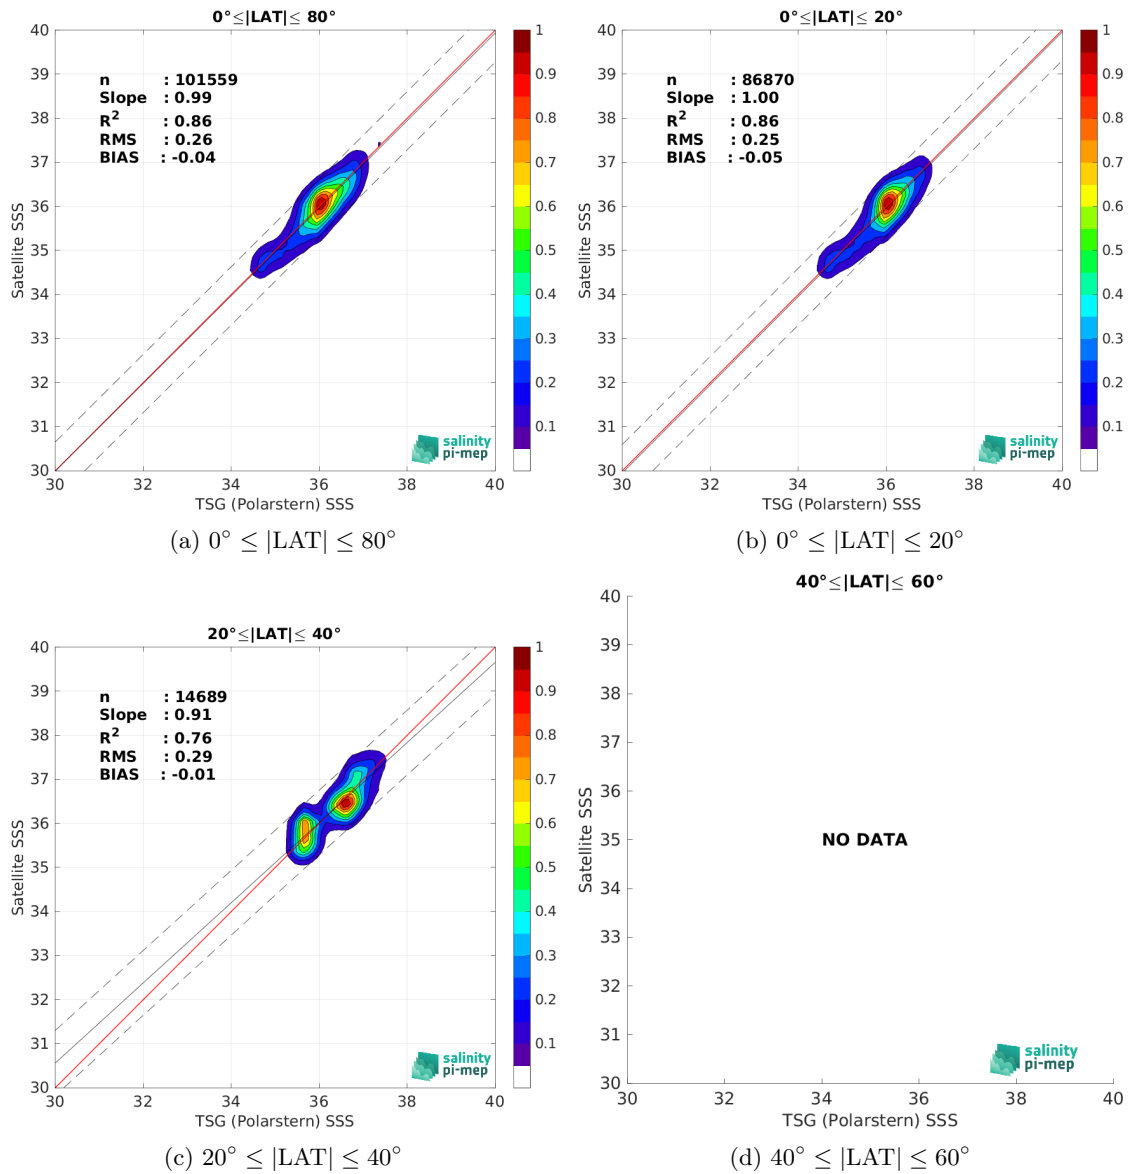 0°≤|LAT|≤ 80°
40
39
38
37
36
35
34
33
32
31
30
Satellite SSS
n : 101559
Slope : 0.99
R² : 0.86
RMS : 0.26
BIAS : -0.04
salinity
pi-mep
30 32 34 36 38 40
TSG (Polarstern) SSS
1
0.9
0.8
0.7
0.6
0.5
0.4
0.3
0.2
0.1
(a) 0° ≤ |LAT| ≤ 80°
0°≤|LAT|≤ 20°
40
39
38
37
36
35
34
33
32
31
30
Satellite SSS
n : 86870
Slope : 1.00
R² : 0.86
RMS : 0.25
BIAS : -0.05
salinity
pi-mep
30 32 34 36 38 40
TSG (Polarstern) SSS
1
0.9
0.8
0.7
0.6
0.5
0.4
0.3
0.2
0.1
(b) 0° ≤ |LAT| ≤ 20°
20°≤|LAT|≤ 40°
40
39
38
37
36
35
34
33
32
31
30
Satellite SSS
n : 14689
Slope : 0.91
R² : 0.76
RMS : 0.29
BIAS : -0.01
salinity
pi-mep
30 32 34 36 38 40
TSG (Polarstern) SSS
1
0.9
0.8
0.7
0.6
0.5
0.4
0.3
0.2
0.1
(c) 20° ≤ |LAT| ≤ 40°
40°≤|LAT|≤ 60°
40
39
38
37
36
35
34
33
32
31
30
Satellite SSS
NO DATA
salinity
pi-mep
30 32 34 36 38 40
TSG (Polarstern) SSS
(d) 40° ≤ |LAT| ≤ 60°